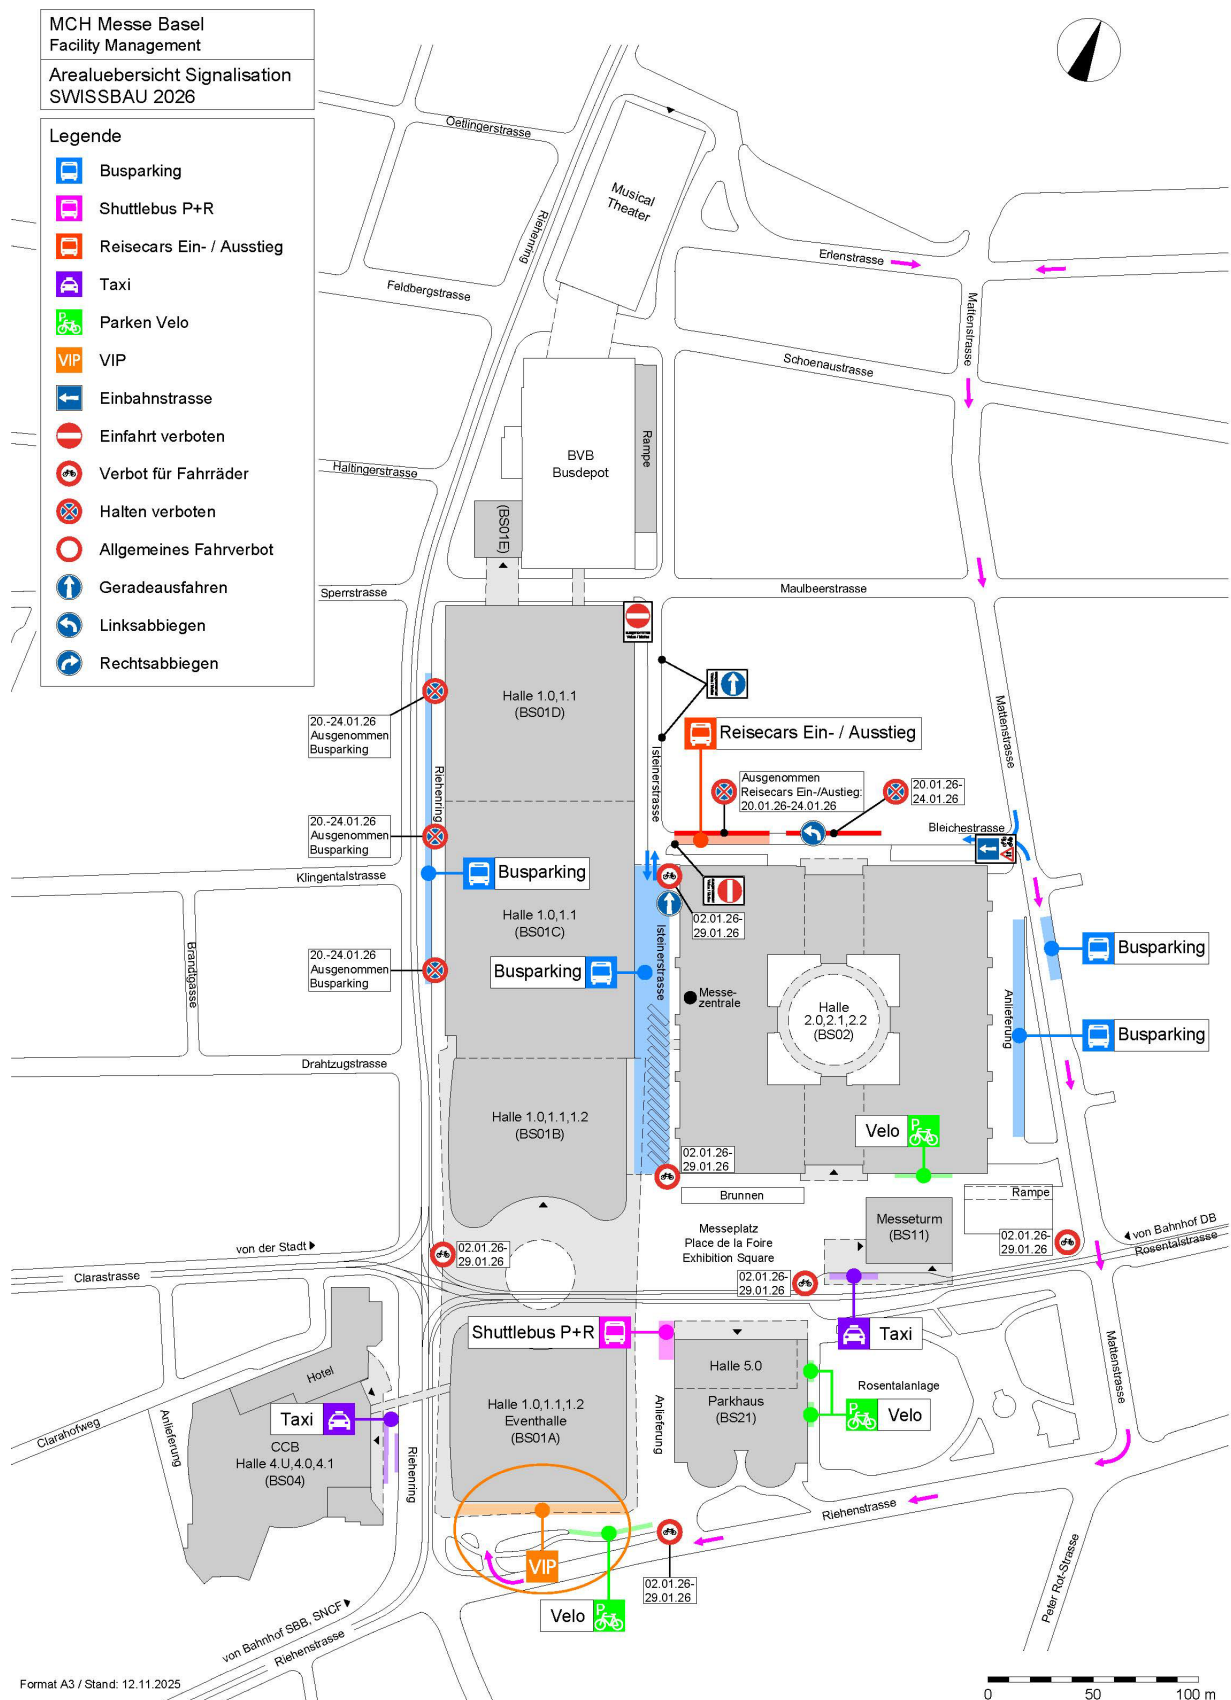 MCH Messe Basel
Facility Management
Arealuebersicht Signalisation
SWISSBAU 2026
Legende
Busparking
Shuttlebus P+R
Reisecars Ein- / Ausstieg
Taxi
Parken Velo
VIP
VIP
Einbahnstrasse
Einfahrt verboten
Verbot für Fahrräder
Halten verboten
Allgemeines Fahrverbot
Geradeausfahren
Linksabbiegen
Rechtsabbiegen
Oetlingerstrasse
Musical
Theater
Riehenring
Erlenstrasse
Feldbergstrasse
Mattenstrasse
Schoenaustrasse
Haltingerstrasse
BVB
Busdepot
Rampe
(BS01E)
Sperrstrasse
Maulbeerstrasse
Halle 1.0,1.1
(BS01D)
20.-24.01.26
Ausgenommen
Busparking
Riehenring
Isteinerstrasse
Reisecars Ein- / Ausstieg
Mattenstrasse
Ausgenommen
Reisecars Ein-/Austieg:
20.01.26-24.01.26
20.01.26-
24.01.26
20.-24.01.26
Ausgenommen
Busparking
Bleichestrasse
Klingentalstrasse
Busparking
Halle 1.0,1.1
(BS01C)
02.01.26-
29.01.26
Isteinerstrasse
Brandtgasse
20.-24.01.26
Ausgenommen
Busparking
Busparking
Busparking
Messe-
zentrale
Halle
2.0,2.1,2.2
(BS02)
Anlieferung
Busparking
Drahtzugstrasse
Halle 1.0,1.1,1.2
(BS01B)
Velo
P
02.01.26-
29.01.26
Brunnen
Rampe
Messeplatz
Place de la Foire
Exhibition Square
Messeturm
(BS11)
02.01.26-
29.01.26
von Bahnhof DB
Rosentalstrasse
von der Stadt
02.01.26-
29.01.26
Clarastrasse
02.01.26-
29.01.26
Shuttlebus P+R
Taxi
Mattenstrasse
Hotel
Halle 5.0
Parkhaus
(BS21)
Rosentalanlage
Velo
P
Clarahofweg
Anlieferung
Taxi
CCB
Halle 4.U,4.0,4.1
(BS04)
Halle 1.0,1.1,1.2
Eventhalle
(BS01A)
Anlieferung
Riehenring
Riehenstrasse
VIP
Velo
P
02.01.26-
29.01.26
Peter Rot-Strasse
von Bahnhof SBB, SNCF
Riehenstrasse
Format A3 / Stand: 12.11.2025
0 50 100 m